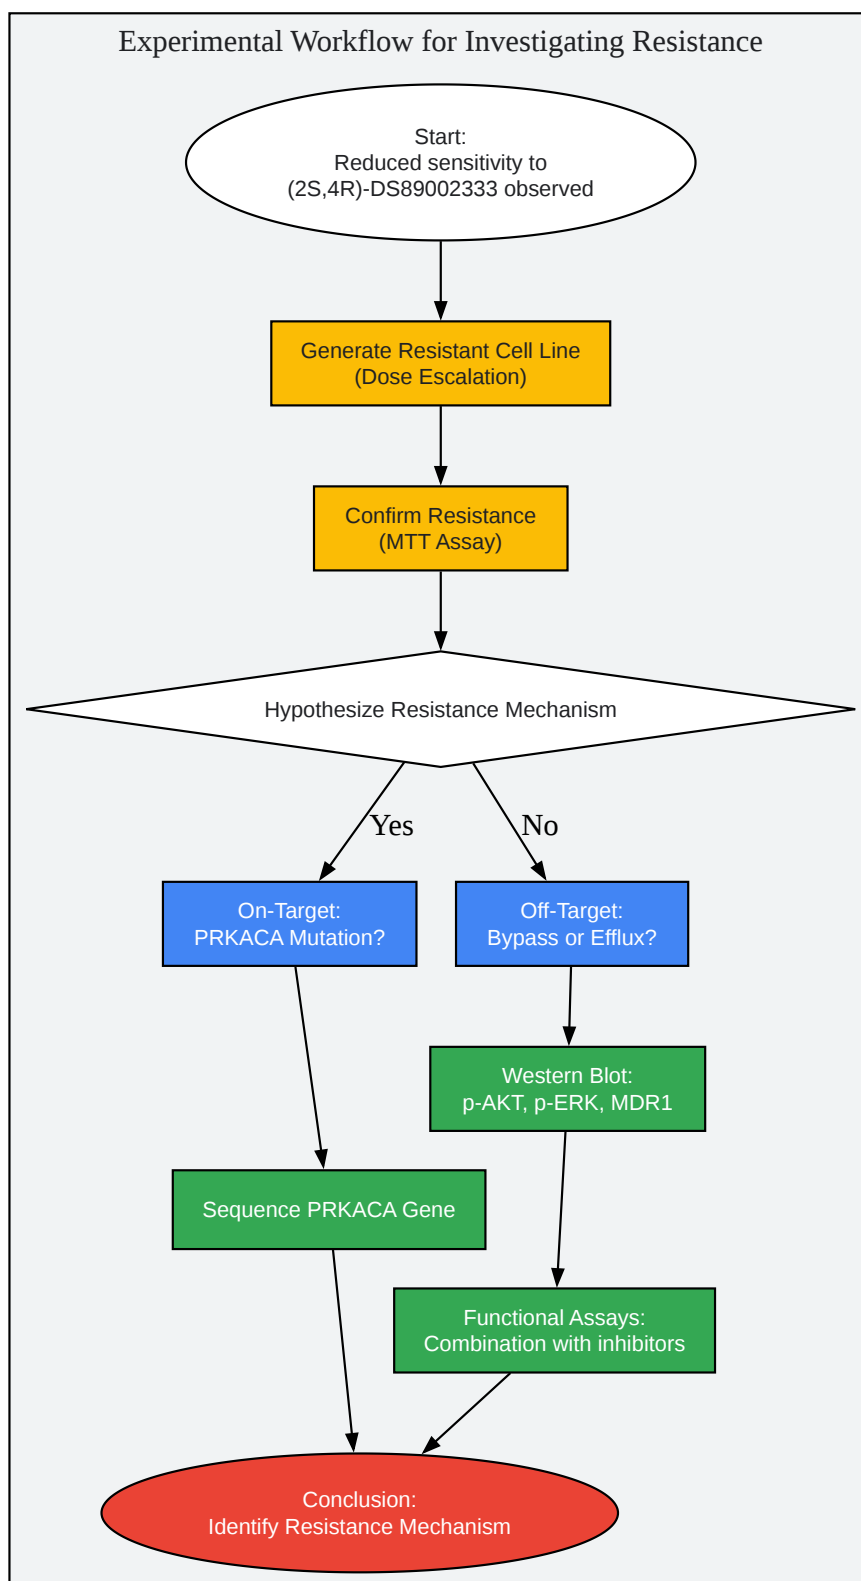 Experimental Workflow for Investigating Resistance
Start:
Reduced sensitivity to
(2S,4R)-DS89002333 observed
Generate Resistant Cell Line
(Dose Escalation)
Confirm Resistance
(MTT Assay)
Hypothesize Resistance Mechanism
Yes
No
On-Target:
PRKACA Mutation?
Off-Target:
Bypass or Efflux?
Western Blot:
p-AKT, p-ERK, MDR1
Sequence PRKACA Gene
Functional Assays:
Combination with inhibitors
Conclusion:
Identify Resistance Mechanism